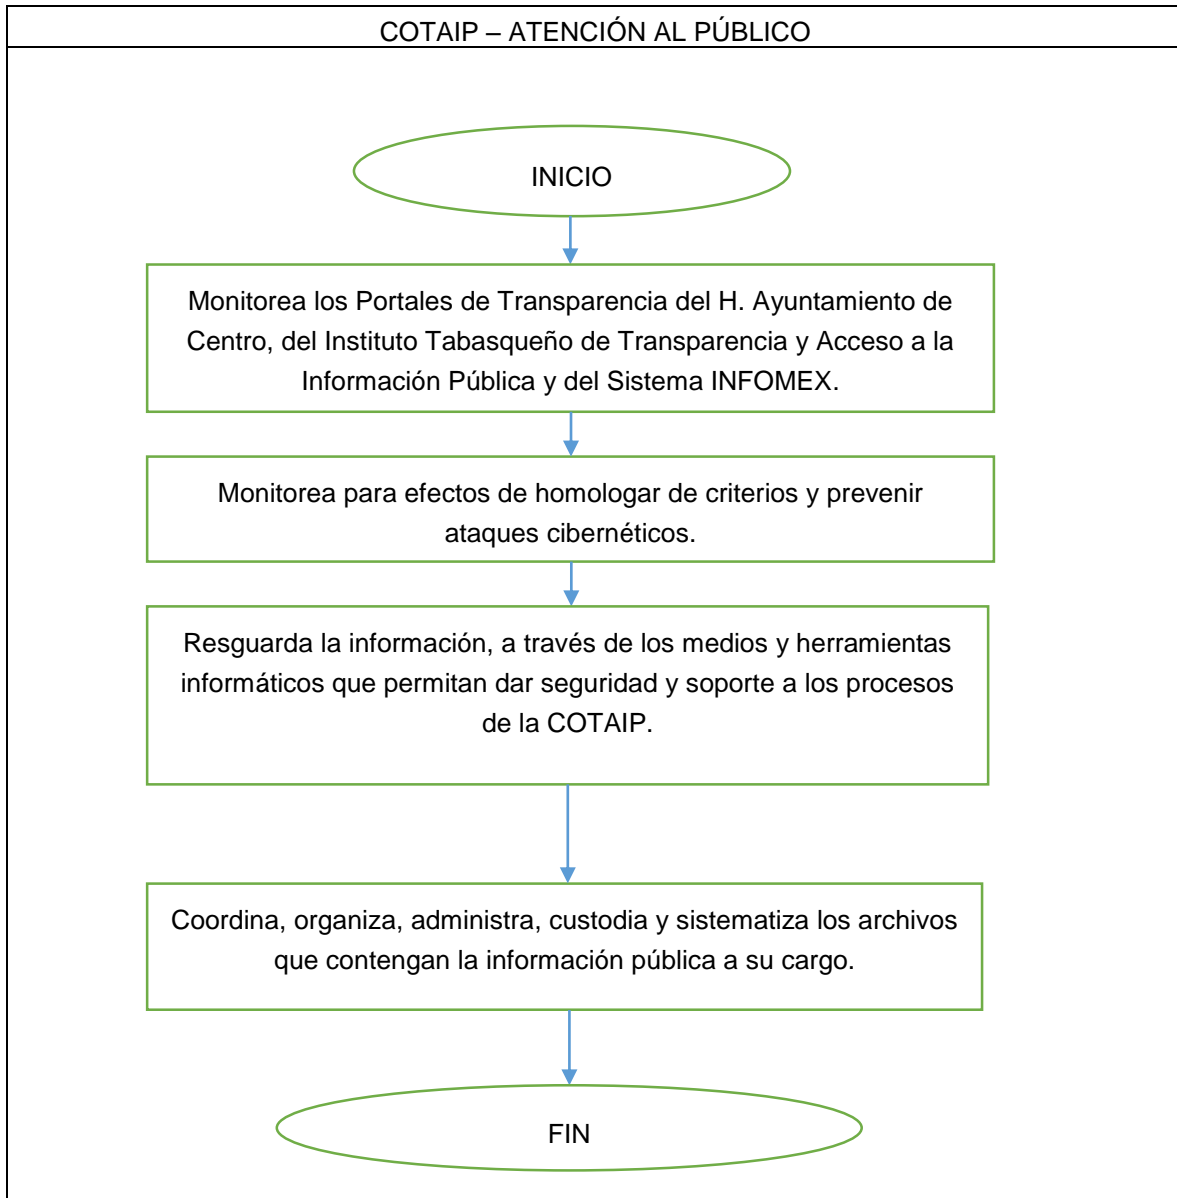 COTAIP – ATENCIÓN AL PÚBLICO
INICIO
Monitorea los Portales de Transparencia del H. Ayuntamiento de
Centro, del Instituto Tabasqueño de Transparencia y Acceso a la
Información Pública y del Sistema INFOMEX.
Monitorea para efectos de homologar de criterios y prevenir
ataques cibernéticos.
Resguarda la información, a través de los medios y herramientas
informáticos que permitan dar seguridad y soporte a los procesos
de la COTAIP.
Coordina, organiza, administra, custodia y sistematiza los archivos
que contengan la información pública a su cargo.
FIN